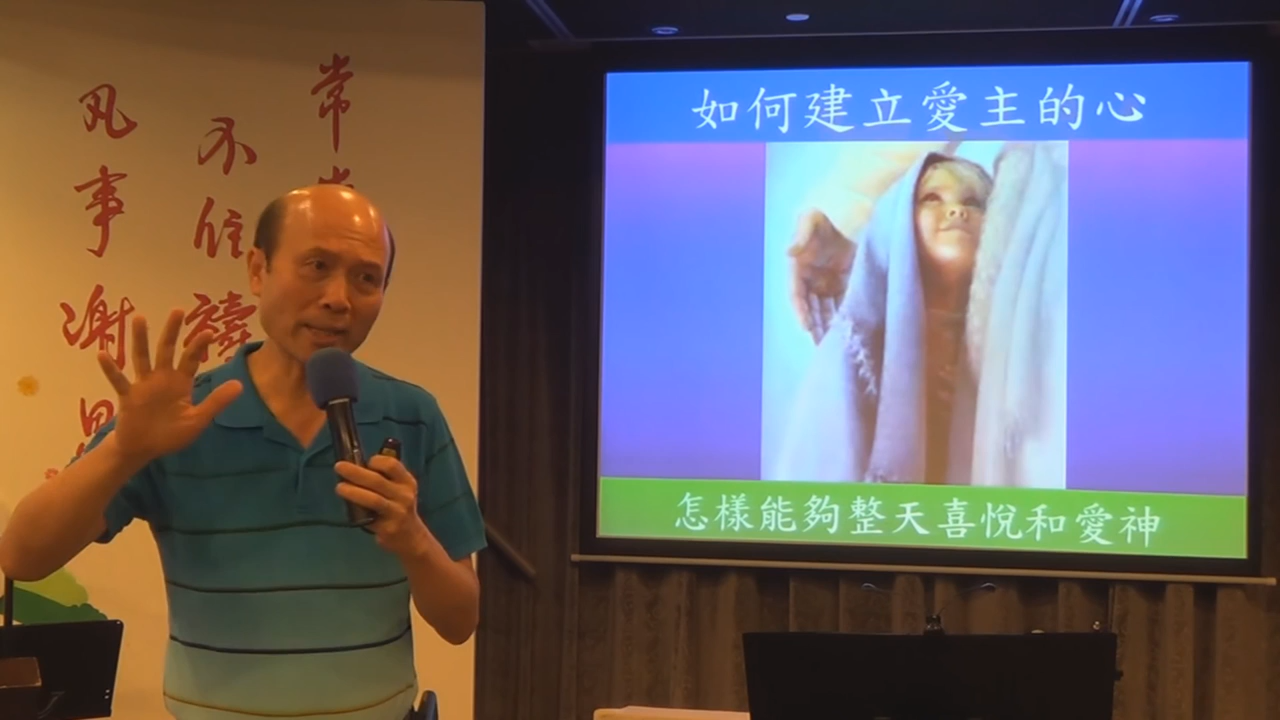 如何建立愛主的心
怎樣能夠整天喜悅和愛神
常
不住禱
凡事謝恩